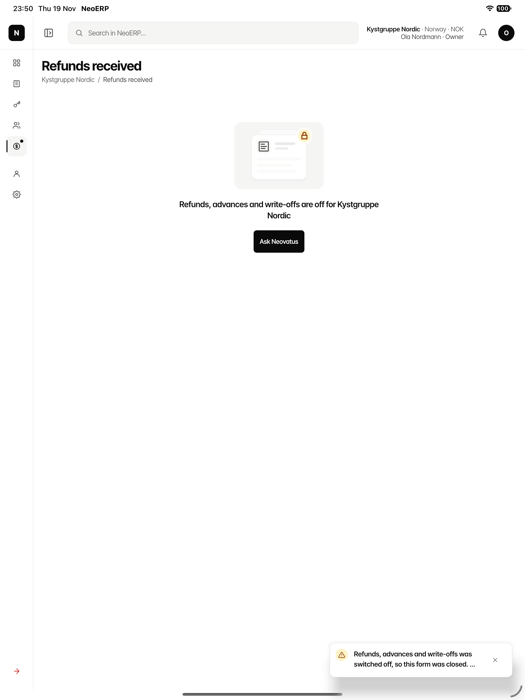 23:50 Thu 19 Nov NeoERP
100
N
Search in NeoERP...
Kystgruppe Nordic · Norway · NOK
Ola Nordmann · Owner
O
Refunds received
Kystgruppe Nordic / Refunds received
Refunds, advances and write-offs are off for Kystgruppe
Nordic
Ask Neovatus
Refunds, advances and write-offs was
switched off, so this form was closed. ...